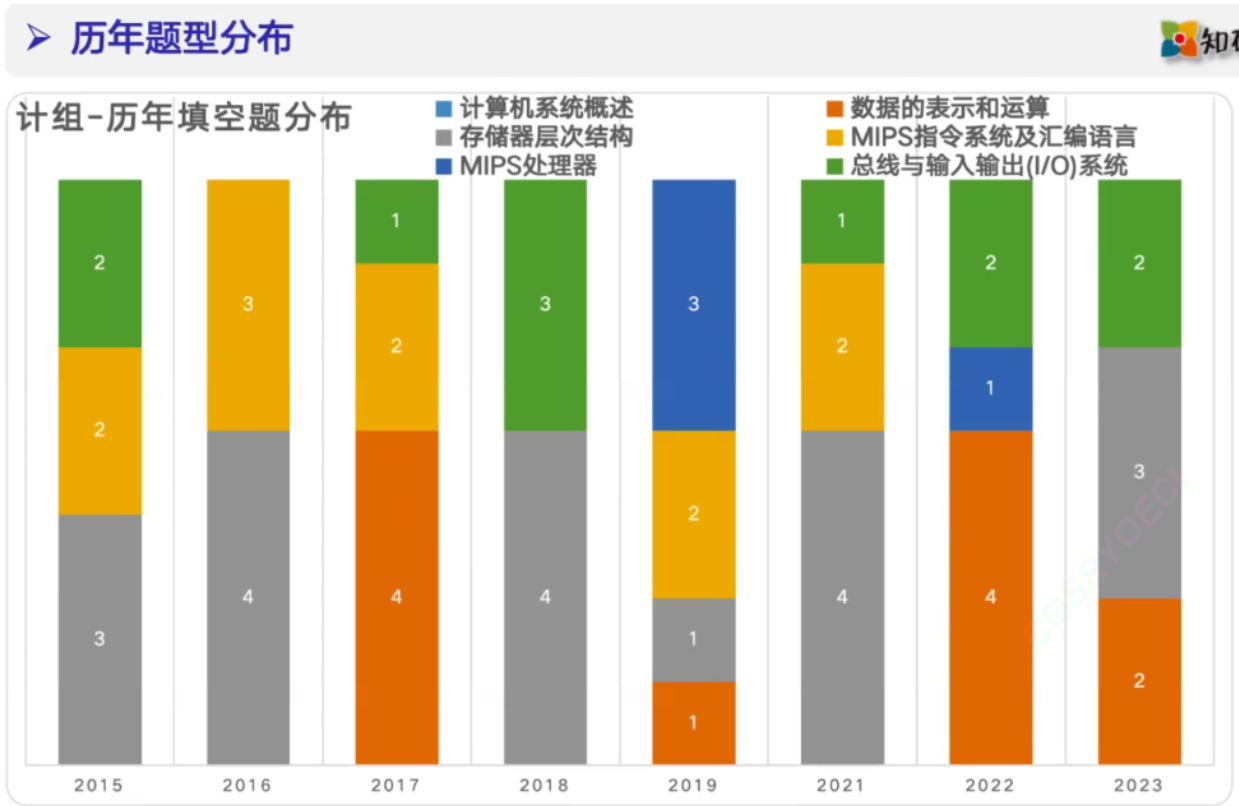 ➢ 历年题型分布
知
计组-历年填空题分布
计算机系统概述 数据的表示和运算
存储器层次结构 MIPS指令系统及汇编语言
MIPS处理器 总线与输入输出(I/O)系统
2 3 1 3 3 1 2 2
2 2 2 2 1 3
3 4 4 4 1 1 4 4 2
2015 2016 2017 2018 2019 2021 2022 2023